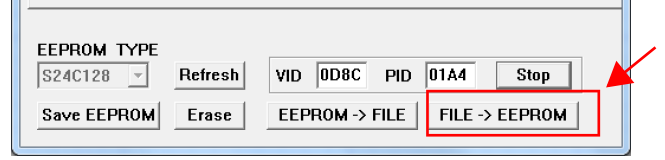 EEPROM TYPE
S24C128 Refresh VID 0D8C PID 01A4 Stop
Save EEPROM Erase EEPROM -> FILE FILE -> EEPROM